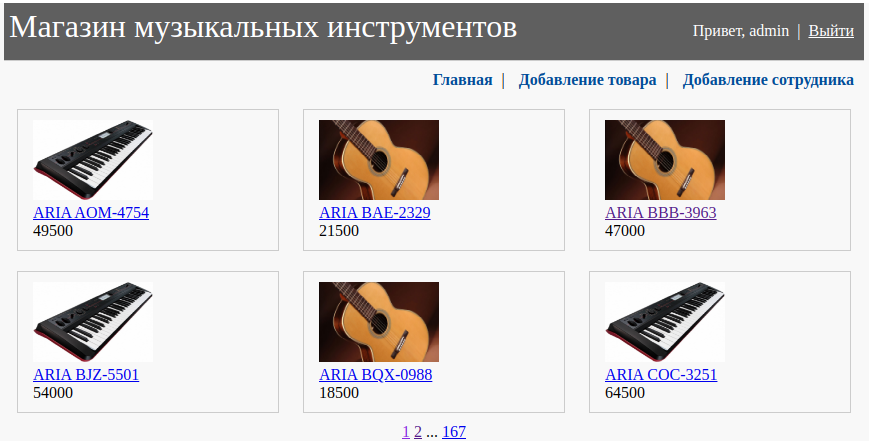 Магазин музыкальных инструментов
Привет, admin | Выйти
Главная | Добавление товара | Добавление сотрудника
ARIA AOM-4754
49500
ARIA BAE-2329
21500
ARIA BBB-3963
47000
ARIA BJZ-5501
54000
ARIA BQX-0988
18500
ARIA COC-3251
64500
1 2 ... 167